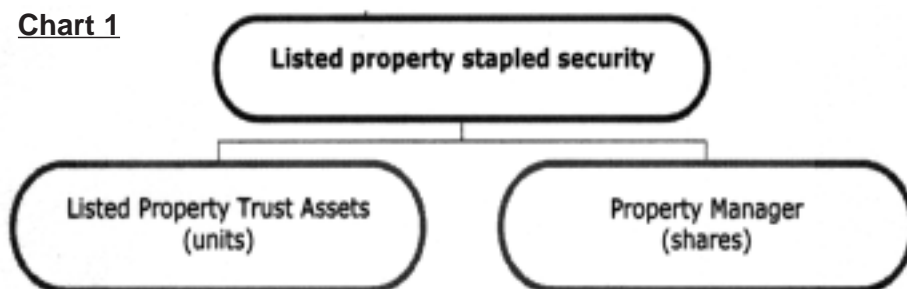 Chart 1
Listed property stapled security
Listed Property Trust Assets
(units)
Property Manager
(shares)